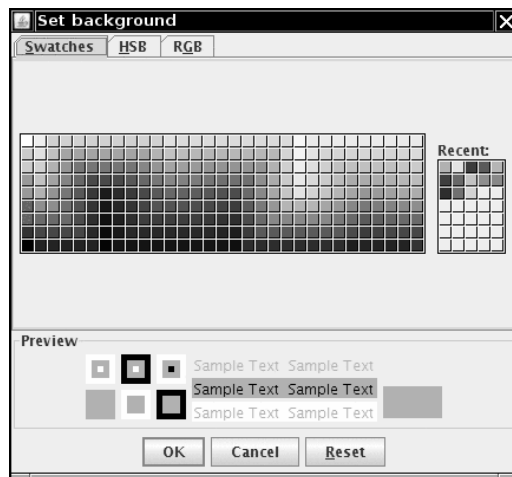 Set background
Swatches HSB RGB
Recent:
Preview
Sample Text Sample Text
Sample Text Sample Text
Sample Text Sample Text
OK Cancel Reset